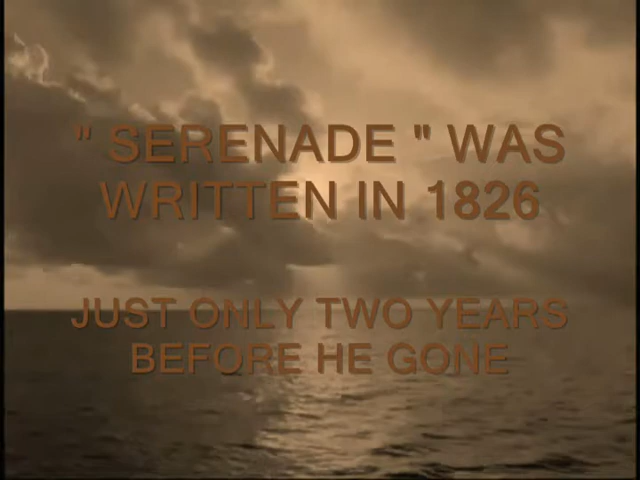 " SERENADE " WAS
WRITTEN IN 1826
JUST ONLY TWO YEARS
BEFORE HE GONE